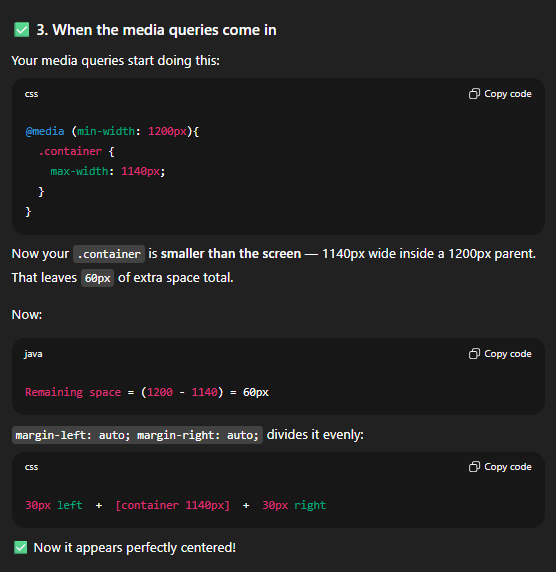 ✅ 3. When the media queries come in
Your media queries start doing this:
css
Copy code
@media (min-width: 1200px){
  .container {
    max-width: 1140px;
  }
}
Now your .container is smaller than the screen — 1140px wide inside a 1200px parent.
That leaves 60px of extra space total.
Now:
java
Copy code
Remaining space = (1200 - 1140) = 60px
margin-left: auto; margin-right: auto; divides it evenly:
css
Copy code
30px left  +  [container 1140px]  +  30px right
✅ Now it appears perfectly centered!